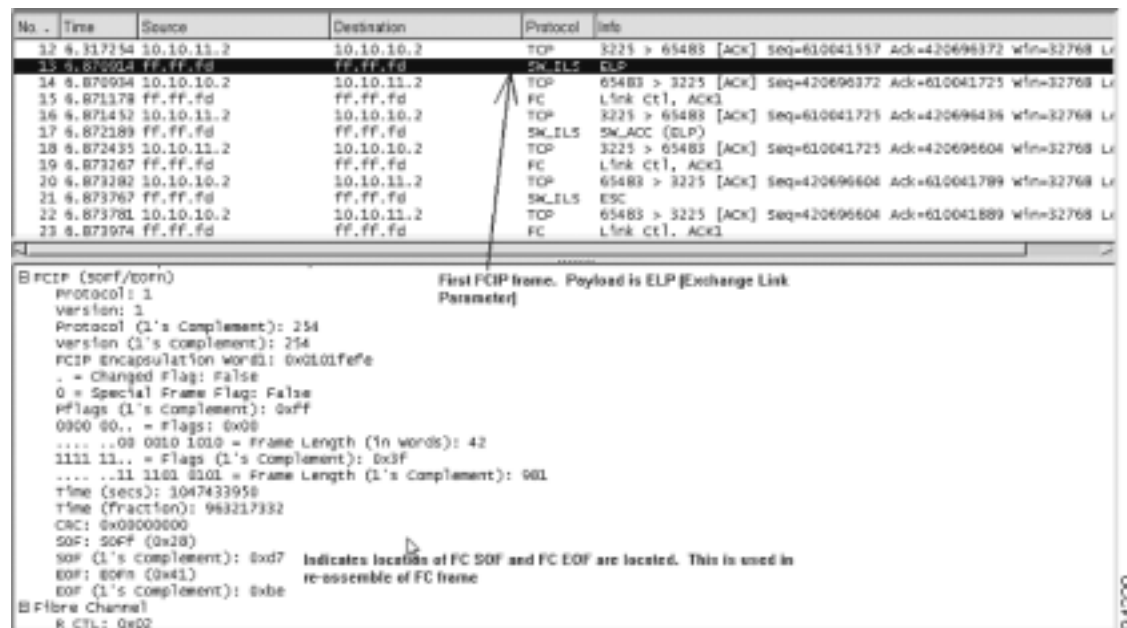 No. . Time Source Destination Protocol Info
12 6.317254 10.10.11.2 10.10.10.2 TCP 3225 > 65483 [ACK] Seq=610041557 Ack=420696372 Win=32768 Le
13 6.870914 ff.ff.fd ff.ff.fd SW_ILS ELP
14 6.870934 10.10.10.2 10.10.11.2 TCP 65483 > 3225 [ACK] Seq=420696372 Ack=610041725 Win=32768 Le
15 6.871178 ff.ff.fd ff.ff.fd FC Link Ctl, ACK1
16 6.871452 10.10.11.2 10.10.10.2 TCP 3225 > 65483 [ACK] Seq=610041725 Ack=420696436 Win=32768 Le
17 6.872189 ff.ff.fd ff.ff.fd SW_ILS SW_ACC (ELP)
18 6.872435 10.10.11.2 10.10.10.2 TCP 3225 > 65483 [ACK] Seq=610041725 Ack=420696604 Win=32768 Le
19 6.873267 ff.ff.fd ff.ff.fd FC Link Ctl, ACK1
20 6.873282 10.10.10.2 10.10.11.2 TCP 65483 > 3225 [ACK] Seq=420696604 Ack=610041789 Win=32768 Le
21 6.873767 ff.ff.fd ff.ff.fd SW_ILS ESC
22 6.873781 10.10.10.2 10.10.11.2 TCP 65483 > 3225 [ACK] Seq=420696604 Ack=610041889 Win=32768 Le
23 6.873974 ff.ff.fd ff.ff.fd FC Link Ctl, ACK1
FCIP (SOFf/EOFn)
First FCIP frame. Payload is ELP [Exchange Link
Parameter]
Protocol: 1
Version: 1
Protocol (1's Complement): 254
Version (1's Complement): 254
FCIP Encapsulation Word1: 0x0101fefe
. = Changed Flag: False
0 = Special Frame Flag: False
Pflags (1's Complement): 0xff
0000 00.. = Flags: 0x00
.... ..00 0010 1010 = Frame Length (in Words): 42
1111 11.. = Flags (1's Complement): 0x3f
.... ..11 1101 0101 = Frame Length (1's Complement): 981
Time (secs): 1047433950
Time (fraction): 963217332
CRC: 0x00000000
SOF: SOFf (0x28)
SOF (1's Complement): 0xd7
Indicates location of FC SOF and FC EOF are located. This is used in
re-assemble of FC frame
EOF: EOFn (0x41)
EOF (1's Complement): 0xbe
Fibre Channel
R_CTL: 0x02